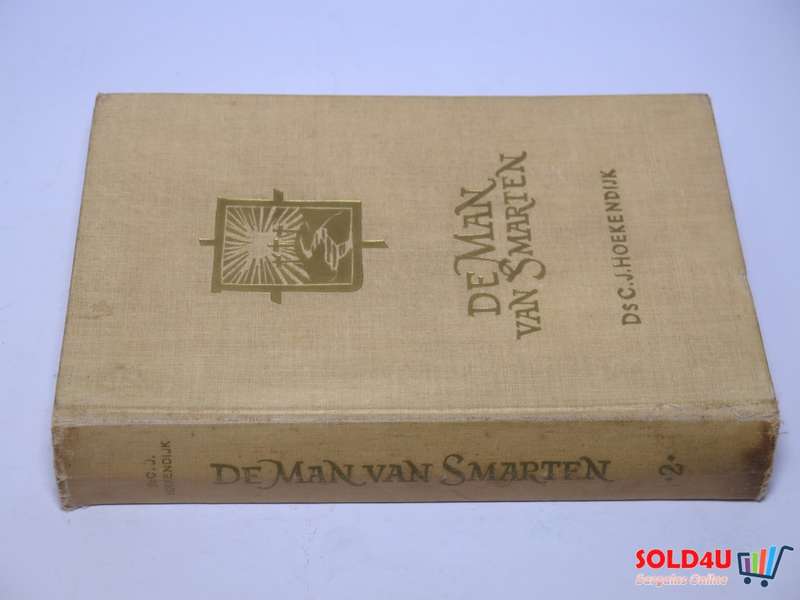 DE MAN
VAN SMARTEN
DS C. J. HOEKENDIJK
DS C. J.
HOEKENDIJK
DE MAN VAN SMARTEN
·2·
SOLD4U
Bargains Online